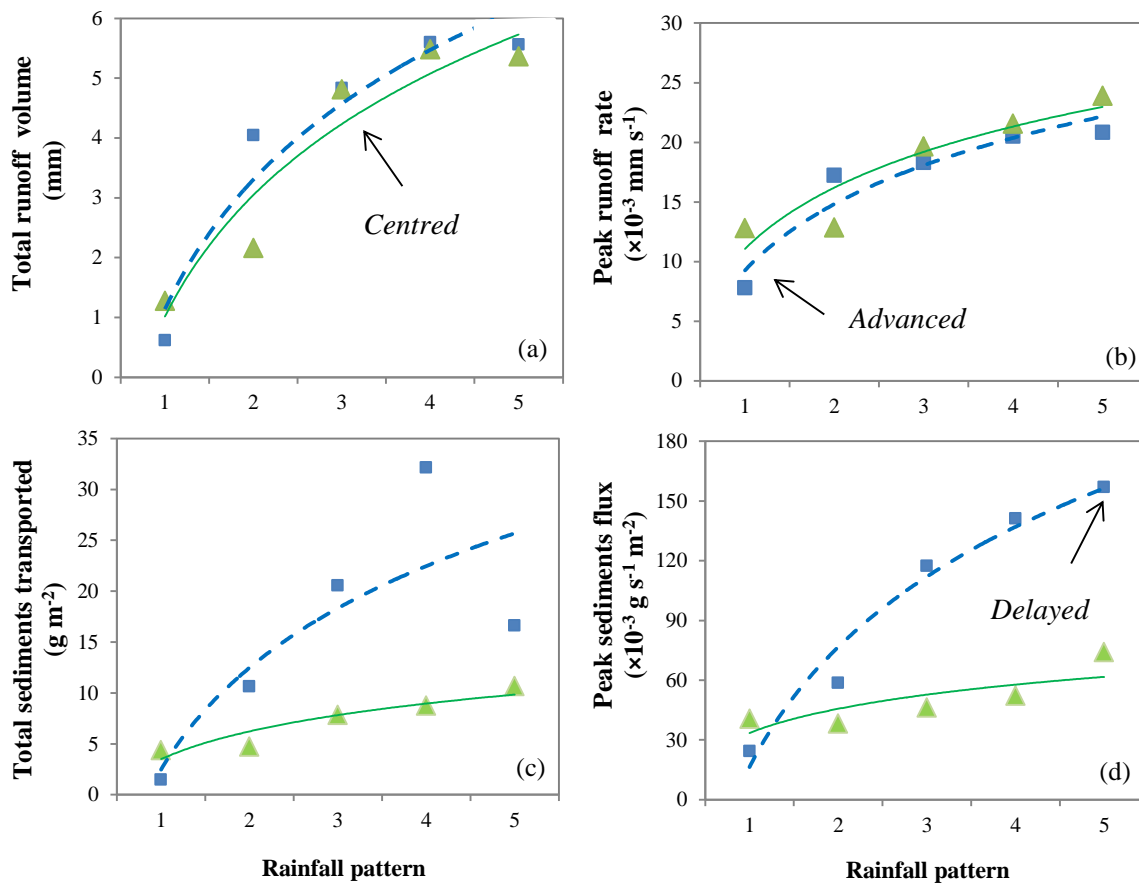 Total runoff volume
(mm)
6
5
4
3
2
1
0
Centred
(a)
1 2 3 4 5
Peak runoff rate
(×10-3 mm s-1)
30
25
20
15
10
5
0
Advanced
(b)
1 2 3 4 5
Total sediments transported
(g m-2)
35
30
25
20
15
10
5
0
(c)
1 2 3 4 5
Rainfall pattern
Peak sediments flux
(×10-3 g s-1 m-2)
180
150
120
90
60
30
0
Delayed
(d)
1 2 3 4 5
Rainfall pattern